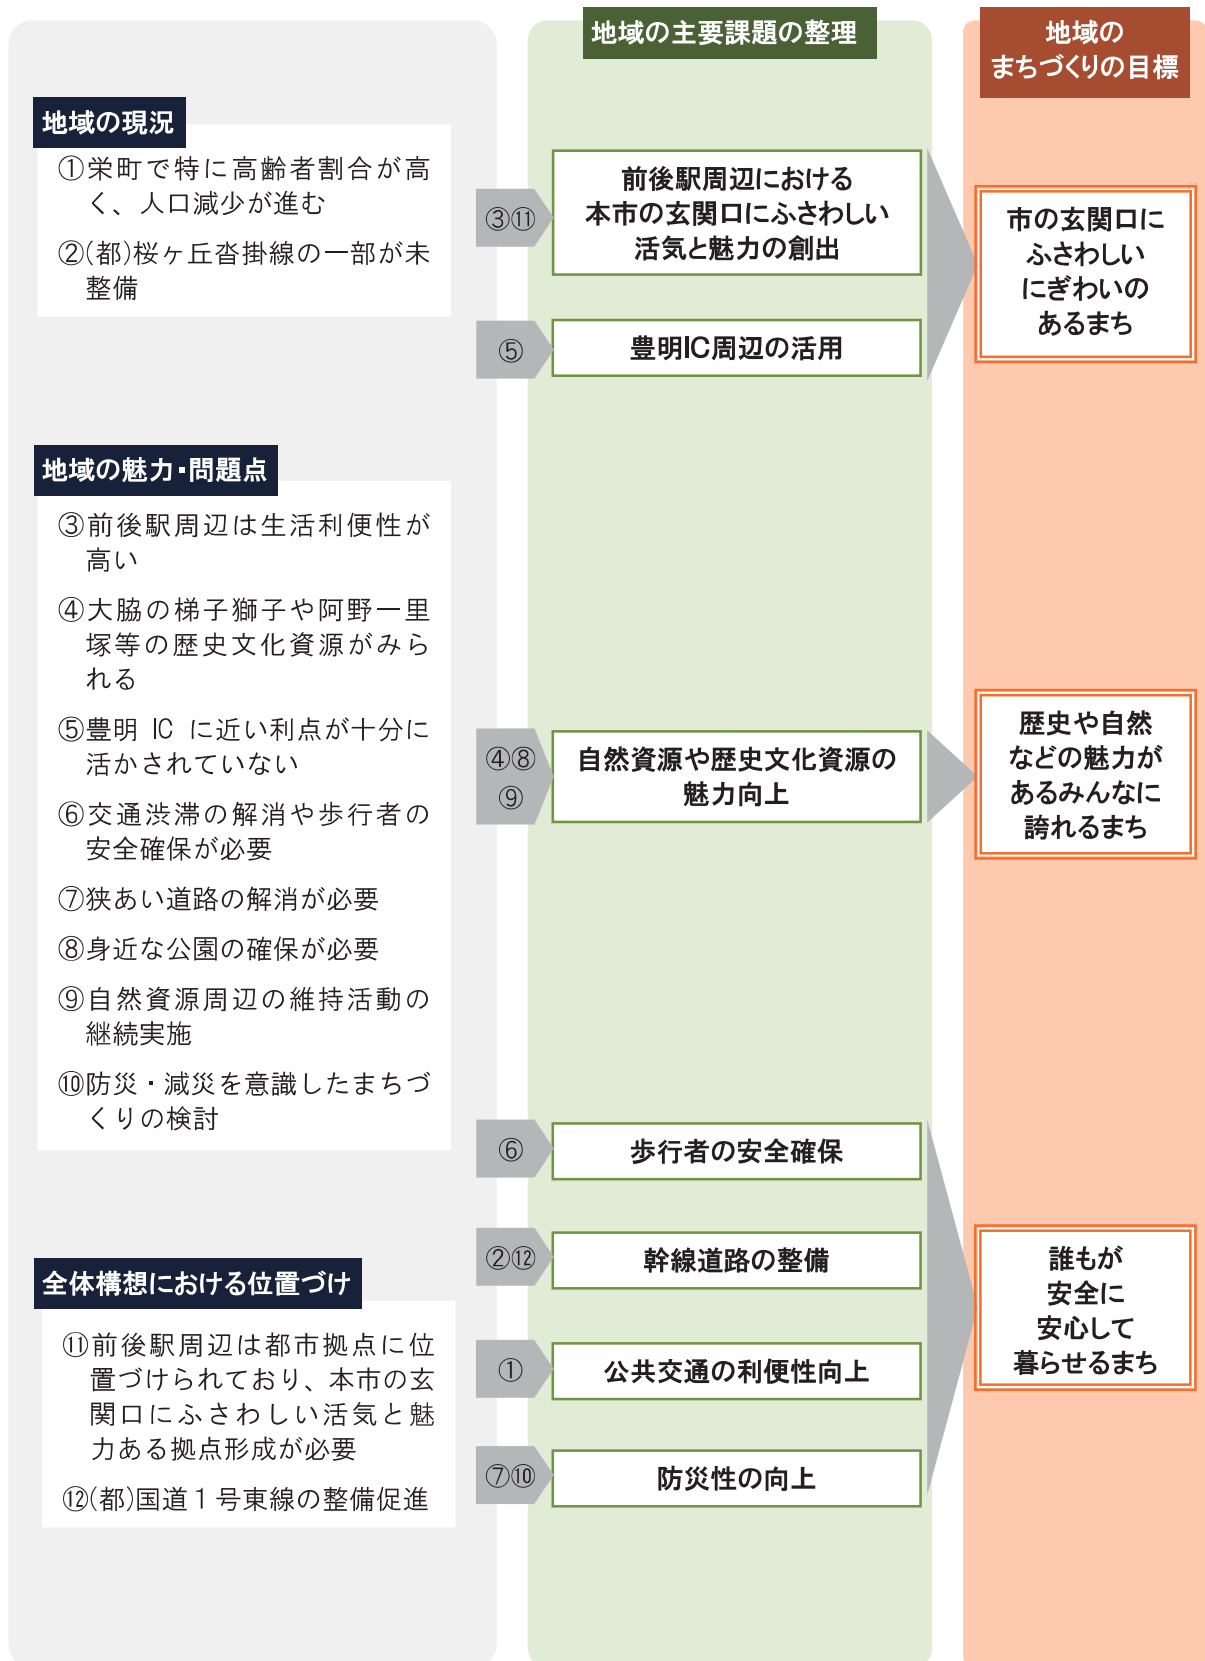 地域の現況
①栄町で特に高齢者割合が高
く、人口減少が進む
②(都)桜ヶ丘沓掛線の一部が未
整備
地域の魅力・問題点
③前後駅周辺は生活利便性が
高い
④大脇の梯子獅子や阿野一里
塚等の歴史文化資源がみら
れる
⑤豊明 IC に近い利点が十分に
活かされていない
⑥交通渋滞の解消や歩行者の
安全確保が必要
⑦狭あい道路の解消が必要
⑧身近な公園の確保が必要
⑨自然資源周辺の維持活動の
継続実施
⑩防災・減災を意識したまちづ
くりの検討
全体構想における位置づけ
⑪前後駅周辺は都市拠点に位
置づけられており、本市の玄
関口にふさわしい活気と魅
力ある拠点形成が必要
⑫(都)国道１号東線の整備促進
地域の主要課題の整理
③⑪
前後駅周辺における
本市の玄関口にふさわしい
活気と魅力の創出
⑤
豊明IC周辺の活用
④⑧
⑨
自然資源や歴史文化資源の
魅力向上
⑥
歩行者の安全確保
②⑫
幹線道路の整備
①
公共交通の利便性向上
⑦⑩
防災性の向上
地域の
まちづくりの目標
市の玄関口に
ふさわしい
にぎわいの
あるまち
歴史や自然
などの魅力が
あるみんなに
誇れるまち
誰もが
安全に
安心して
暮らせるまち